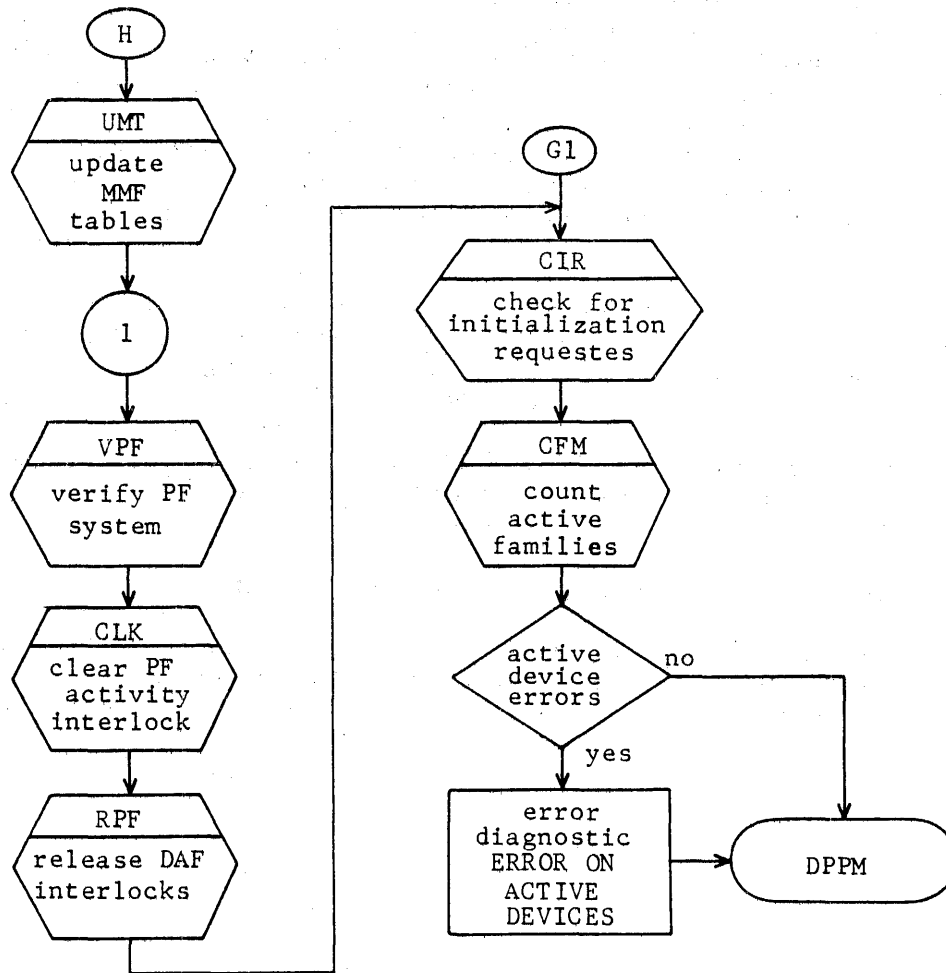 H
UMT
update
MMF
tables
1
VPF
verify PF
system
CLK
clear PF
activity
interlock
RPF
release DAF
interlocks
G1
CIR
check for
initialization
requestes
CFM
count
active
families
active
device
errors
no
yes
error
diagnostic
ERROR ON
ACTIVE
DEVICES
DPPM